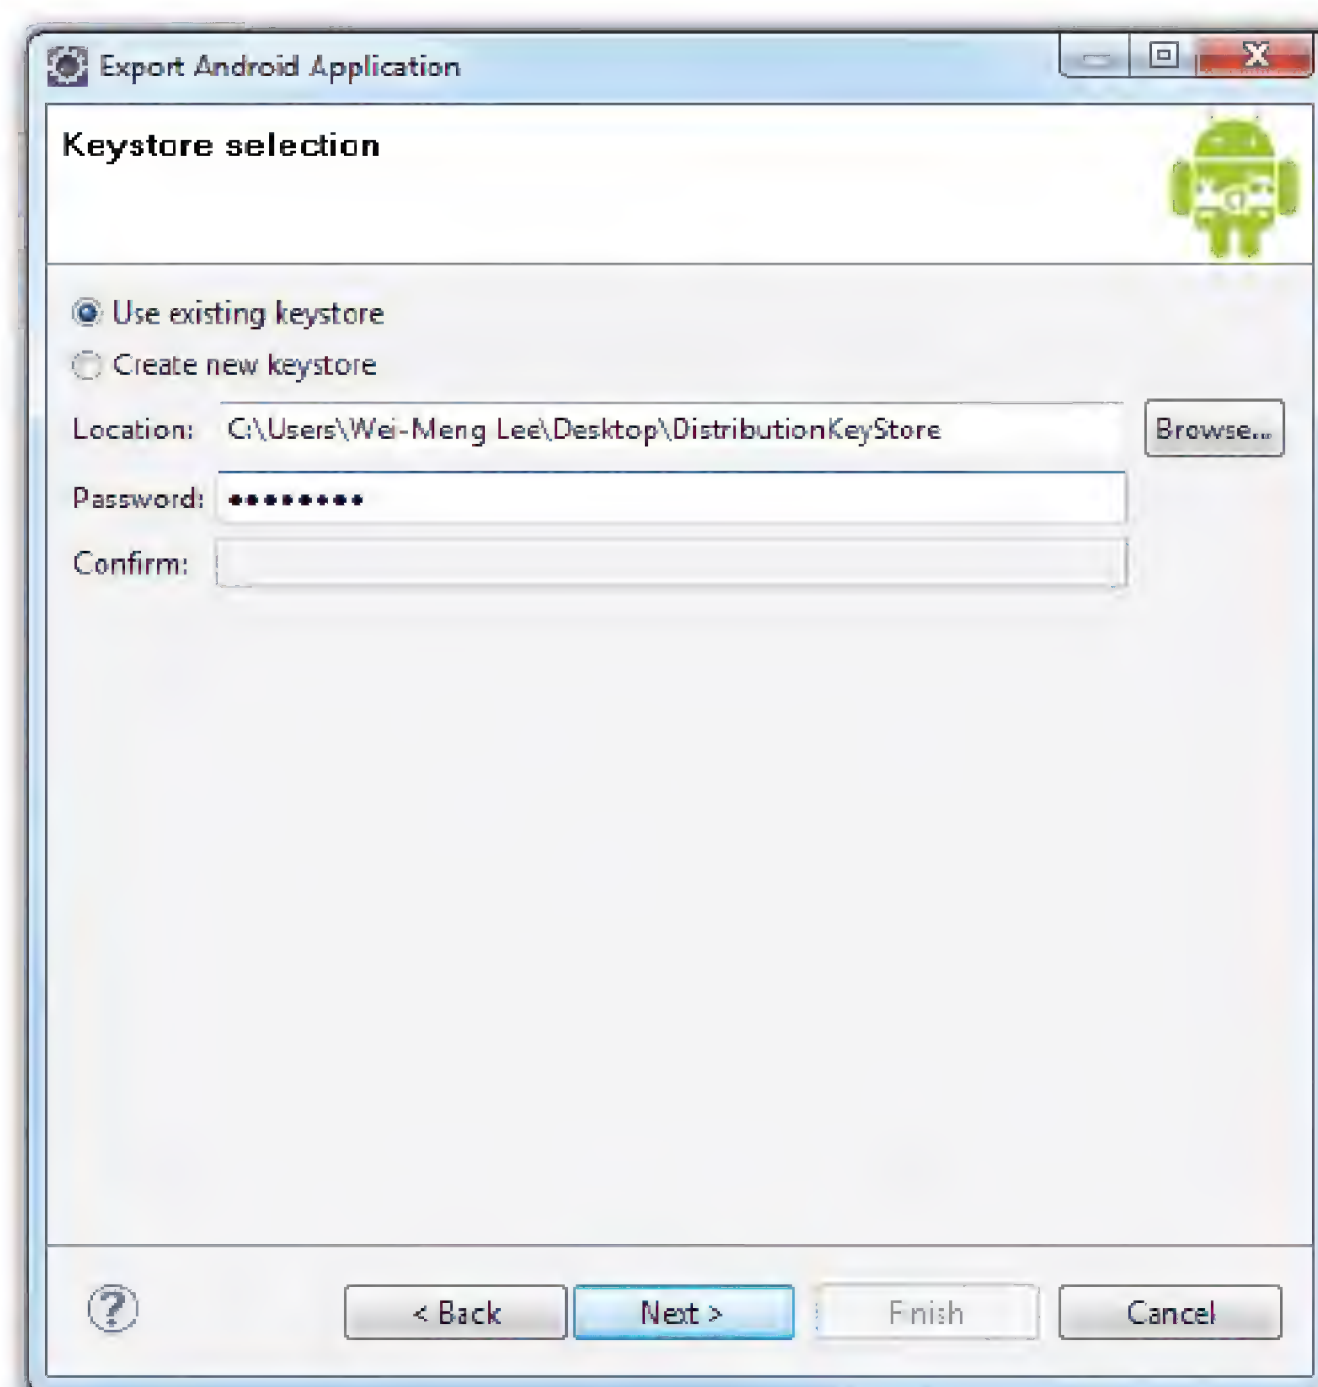 Export Android Application
Keystore selection
Use existing keystore
Create new keystore
Location: C:\Users\Wei-Meng Lee\Desktop\DistributionKeyStore Browse...
Password: ••••••••
Confirm:
? < Back Next > Finish Cancel